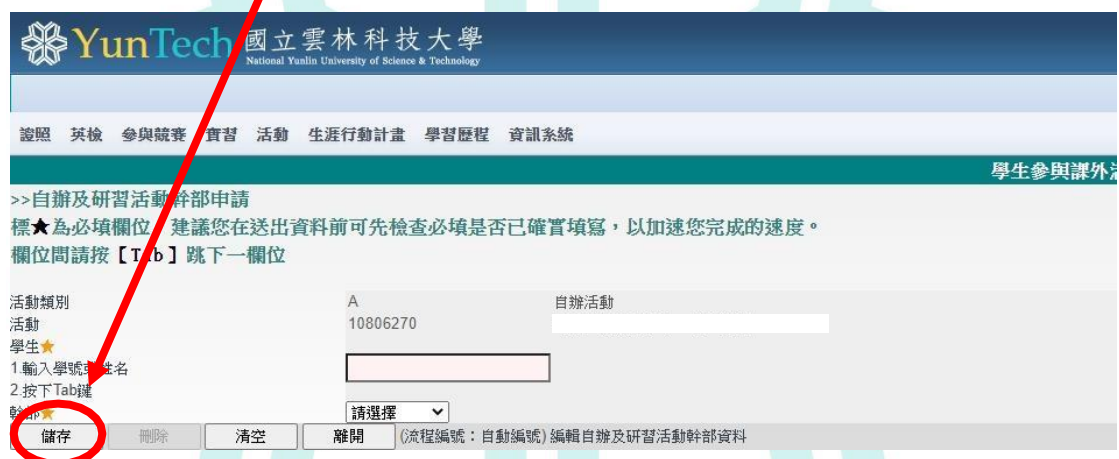 YunTech 國立雲林科技大學
National Yunlin University of Science & Technology
證照 英檢 參與競賽 實習 活動 生涯行動計畫 學習歷程 資訊系統
學生參與課外
>>自辦及研習活動幹部申請
標★為必填欄位，建議您在送出資料前可先檢查必填是否已確實填寫，以加速您完成的速度。
欄位間請按【Tab】跳下一欄位
活動類別 A 自辦活動
活動 10806270
學生★
1.輸入學號或姓名
2.按下Tab鍵
幹部★ 請選擇
儲存 刪除 清空 離開 (流程編號：自動編號) 編輯自辦及研習活動幹部資料